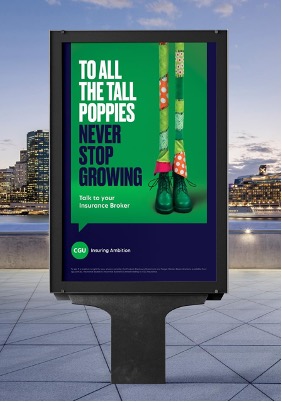 TO ALL
THE TALL
POPPIES
NEVER
STOP
GROWING
Talk to your
Insurance Broker
CGU
Insuring Ambition